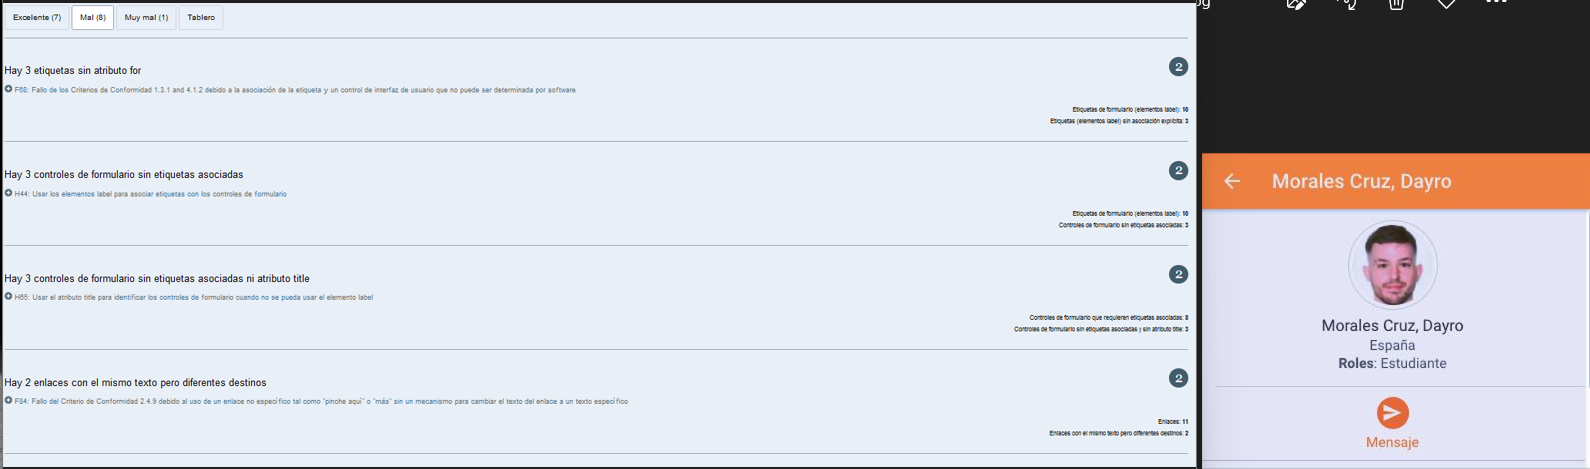 Excelente (7) Mal (8) Muy mal (1) Tablero
Hay 3 etiquetas sin atributo for
2
F68: Fallo de los Criterios de Conformidad 1.3.1 and 4.1.2 debido a la asociación de la etiqueta y un control de interfaz de usuario que no puede ser determinada por software
Etiquetas de formulario (elementos label): 10
Etiquetas (elementos label) sin asociación explícita: 3
Hay 3 controles de formulario sin etiquetas asociadas
2
H44: Usar los elementos label para asociar etiquetas con los controles de formulario
Etiquetas de formulario (elementos label): 10
Controles de formulario sin etiquetas asociadas: 3
Hay 3 controles de formulario sin etiquetas asociadas ni atributo title
2
H65: Usar el atributo title para identificar los controles de formulario cuando no se pueda usar el elemento label
Controles de formulario que requieren etiquetas asociadas: 8
Controles de formulario sin etiquetas asociadas y sin atributo title: 3
Hay 2 enlaces con el mismo texto pero diferentes destinos
2
F84: Fallo del Criterio de Conformidad 2.4.9 debido al uso de un enlace no específico tal como "pinche aquí" o "más" sin un mecanismo para cambiar el texto del enlace a un texto específico
Enlaces: 11
Enlaces con el mismo texto pero diferentes destinos: 2
Morales Cruz, Dayro
Morales Cruz, Dayro
España
Roles: Estudiante
Mensaje